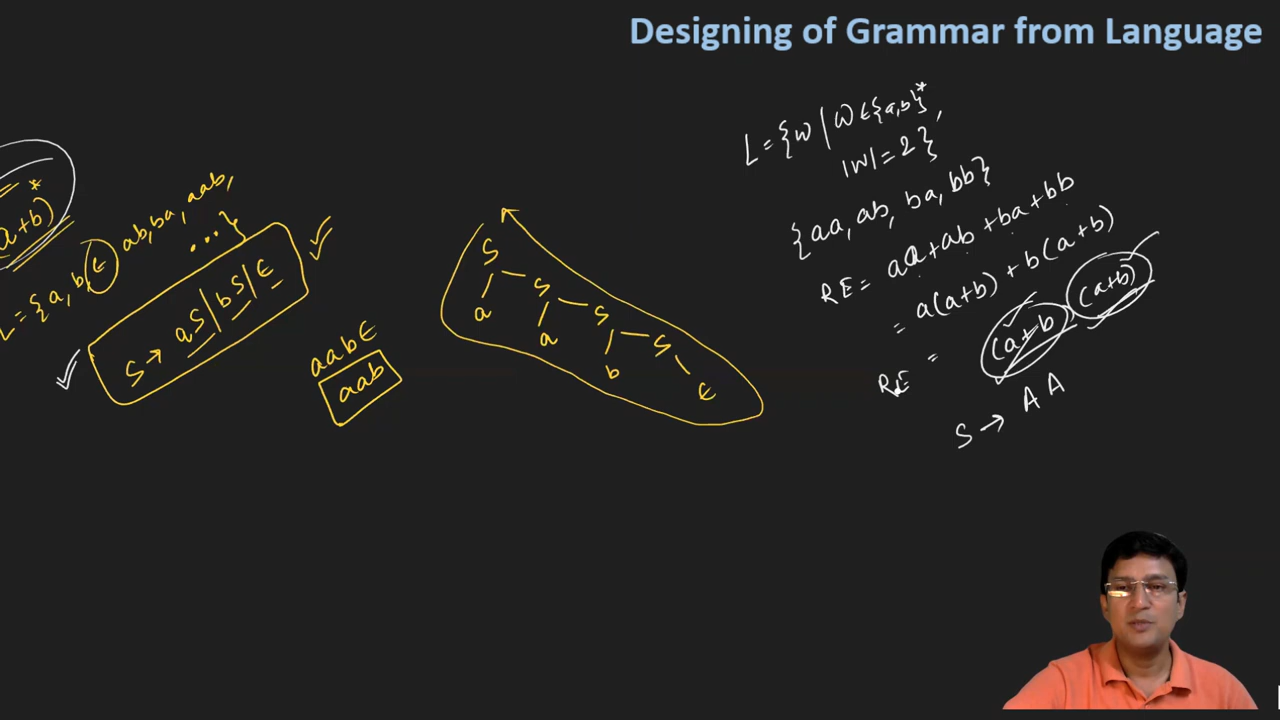 Designing of Grammar from Language
(a+b)*
L = {a, b, ϵ, ab, ba, aab,
...}
S → aS | bS | ϵ
aabϵ
aab
S
a S
a S
b S
ϵ
L = {w | w ϵ {a,b}*,
|w| = 2}
{aa, ab, ba, bb}
RE = aa + ab + ba + bb
= a(a+b) + b(a+b)
RE = (a+b) (a+b)
S → A A